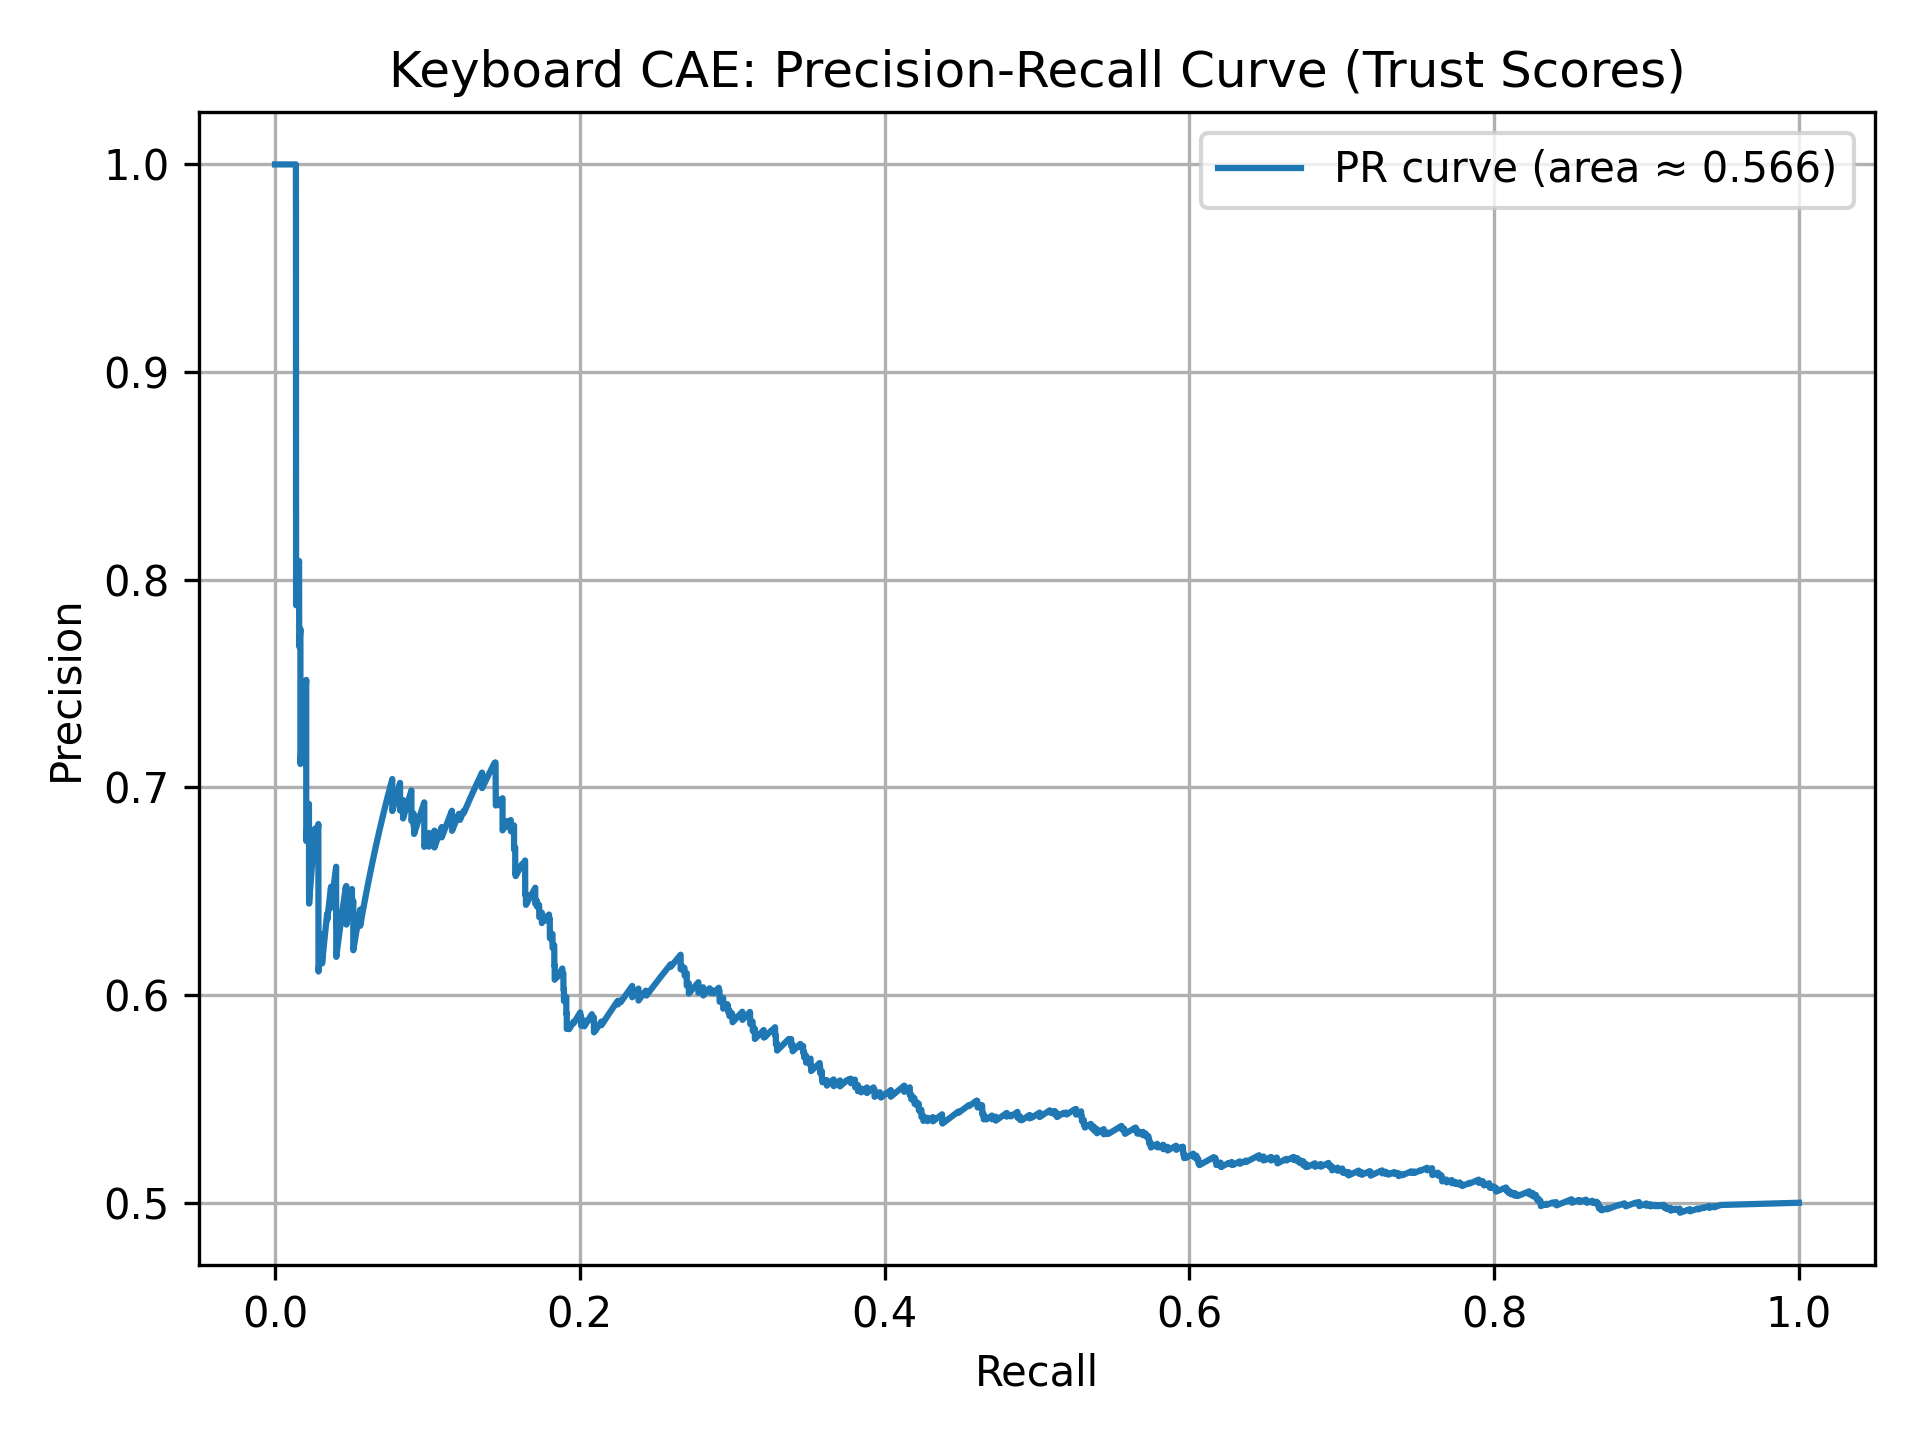 Keyboard CAE: Precision-Recall Curve (Trust Scores)
PR curve (area ≈ 0.566)
1.0
0.9
0.8
0.7
0.6
0.5
Precision
0.0 0.2 0.4 0.6 0.8 1.0
Recall